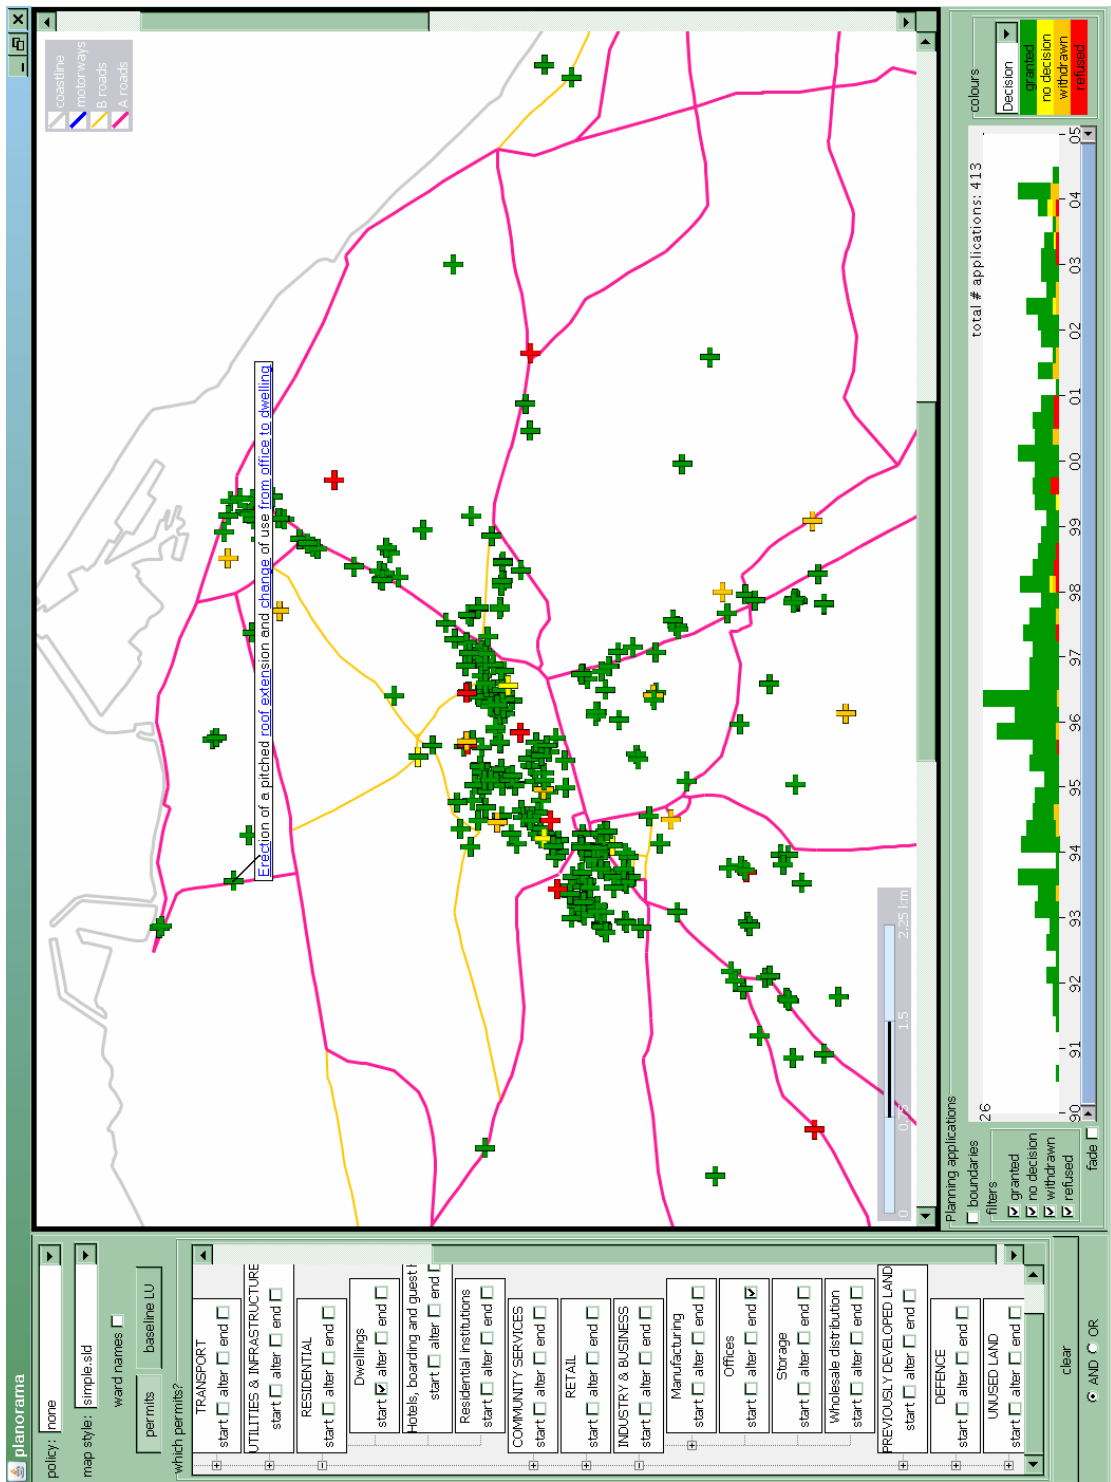 planorama
policy: none
map style: simple.sld
ward names
permits
baseline LU
which permits?
TRANSPORT
start alter end
UTILITIES & INFRASTRUCTURE
start alter end
RESIDENTIAL
start alter end
Dwellings
start alter end
Hotels, boarding and guest
start alter end
Residential institutions
start alter end
COMMUNITY SERVICES
start alter end
RETAIL
start alter end
INDUSTRY & BUSINESS
start alter end
Manufacturing
start alter end
Offices
start alter end
Storage
start alter end
Wholesale distribution
start alter end
PREVIOUSLY DEVELOPED LAND
start alter end
DEFENCE
start alter end
UNUSED LAND
start alter end
clear
AND OR
coastline
motorways
B roads
A roads
Erection of a pitched roof extension and change of use from office to dwelling
0 0.75 1.5 2.25 km
Planning applications
boundaries
filters
granted
no decision
withdrawn
refused
fade
26
total # applications: 413
90 91 92 93 94 95 96 97 98 99 00 01 02 03 04 05
colours
Decision
granted
no decision
withdrawn
refused